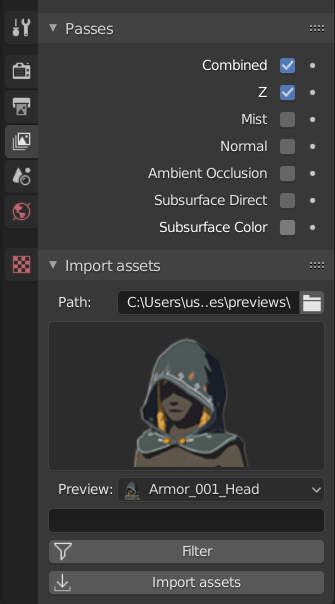 Passes
Combined
Z
Mist
Normal
Ambient Occlusion
Subsurface Direct
Subsurface Color
Import assets
Path: C:\Users\us..es\previews\
Preview: Armor_001_Head
Filter
Import assets